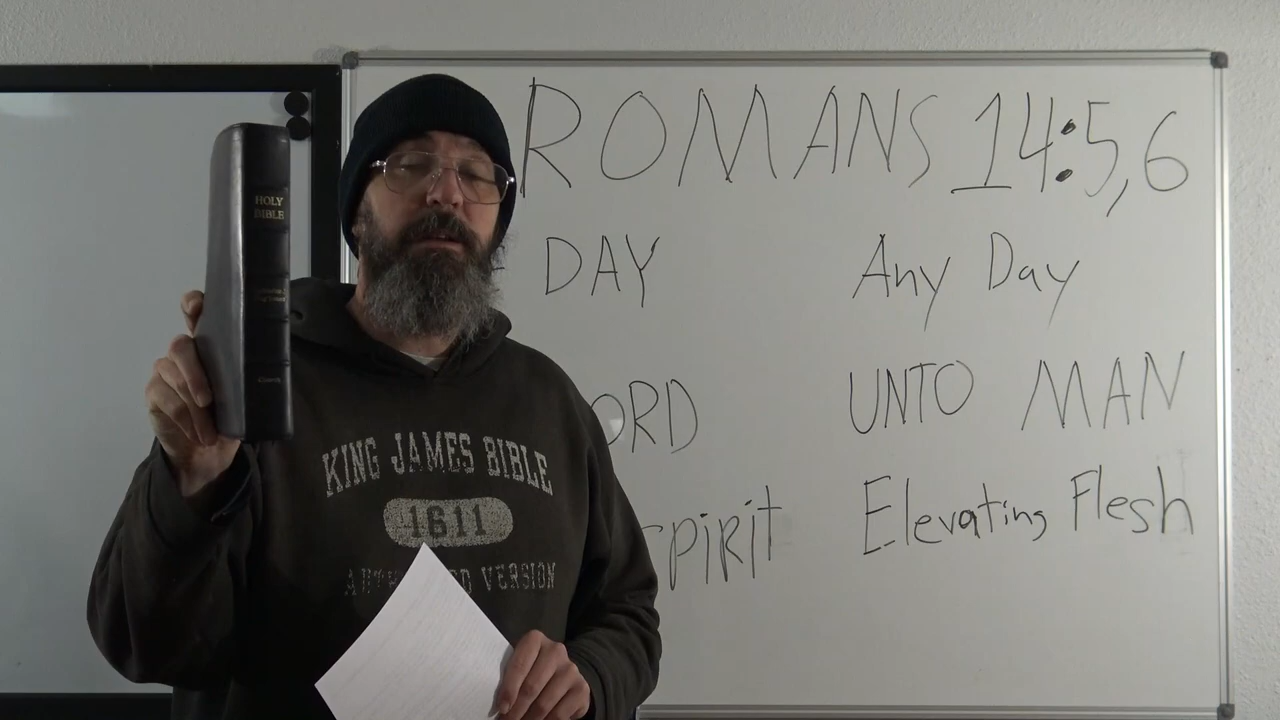 ROMANS 14:5,6
DAY
Any Day
ORD
UNTO MAN
SPIRIT
Elevating Flesh
HOLY
BIBLE
KING JAMES BIBLE
1611
VERSION